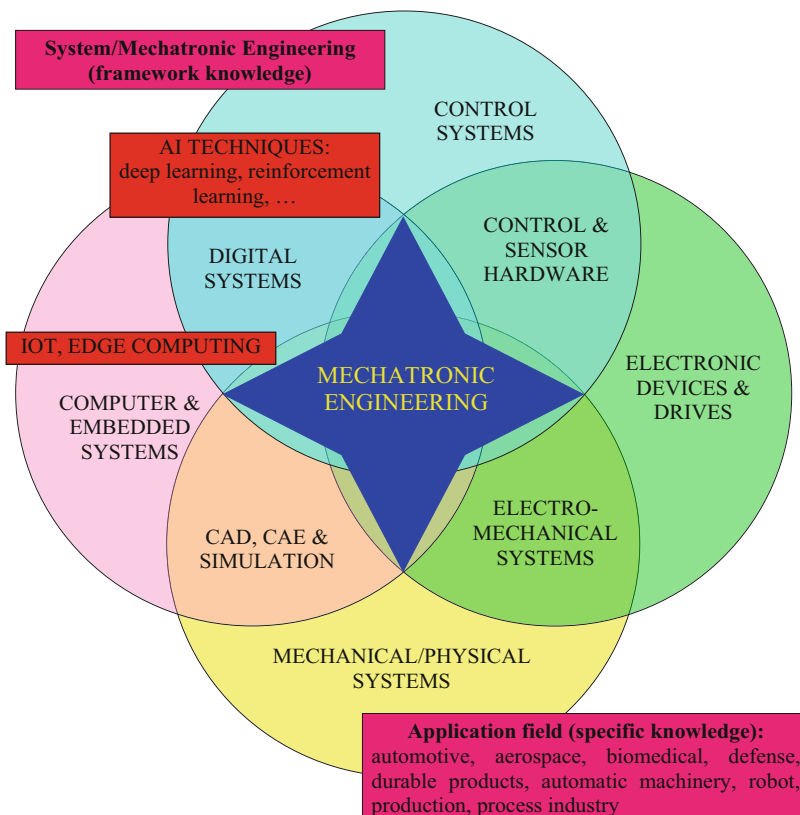 System/Mechatronic Engineering
(framework knowledge)
CONTROL
SYSTEMS
AI TECHNIQUES:
deep learning, reinforcement
learning, …
CONTROL &
SENSOR
HARDWARE
DIGITAL
SYSTEMS
IOT, EDGE COMPUTING
MECHATRONIC
ENGINEERING
ELECTRONIC
DEVICES &
DRIVES
COMPUTER &
EMBEDDED
SYSTEMS
CAD, CAE &
SIMULATION
ELECTRO-
MECHANICAL
SYSTEMS
MECHANICAL/PHYSICAL
SYSTEMS
Application field (specific knowledge):
automotive, aerospace, biomedical, defense,
durable products, automatic machinery, robot,
production, process industry